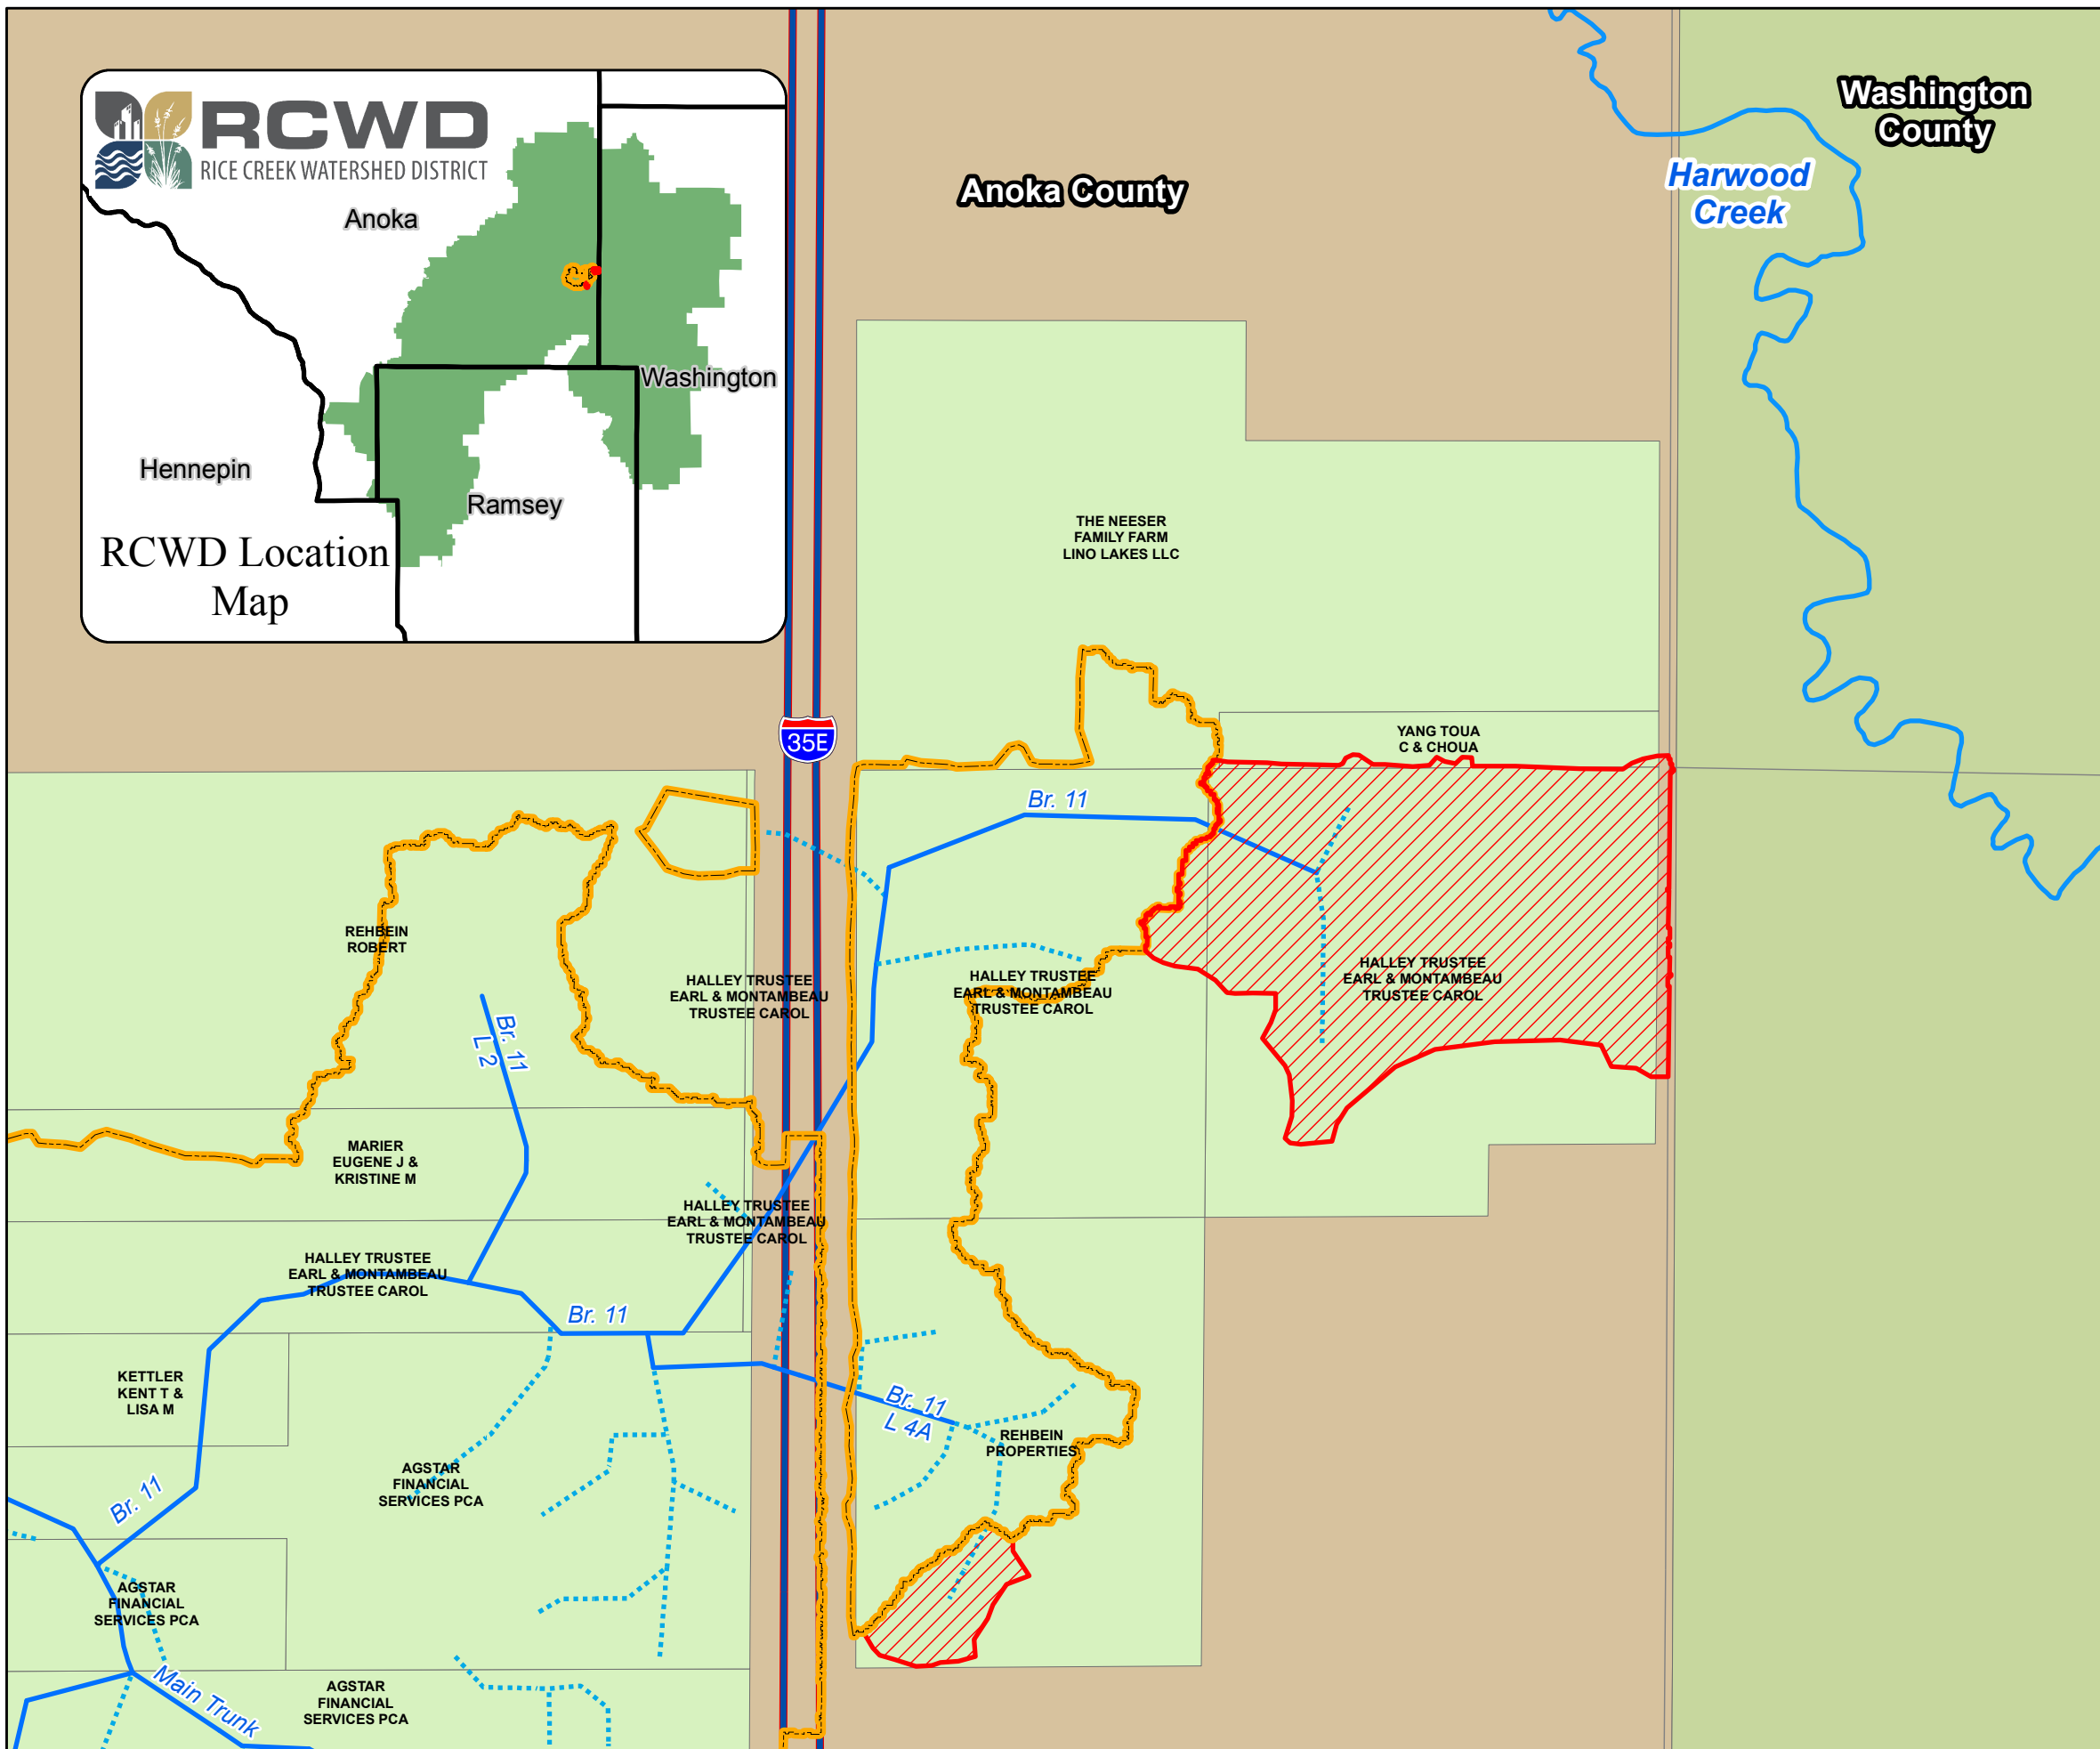 RCWD
RICE CREEK WATERSHED DISTRICT
Anoka
Washington
Hennepin
Ramsey
RCWD Location
Map
Anoka County
Washington
County
Harwood
Creek
THE NEESER
FAMILY FARM
LINO LAKES LLC
35E
YANG TOUA
C & CHOUA
Br. 11
REHBEIN
ROBERT
HALLEY TRUSTEE
EARL & MONTAMBEAU
TRUSTEE CAROL
HALLEY TRUSTEE
EARL & MONTAMBEAU
TRUSTEE CAROL
HALLEY TRUSTEE
EARL & MONTAMBEAU
TRUSTEE CAROL
Br. 11
L 2
MARIER
EUGENE J &
KRISTINE M
HALLEY TRUSTEE
EARL & MONTAMBEAU
TRUSTEE CAROL
HALLEY TRUSTEE
EARL & MONTAMBEAU
TRUSTEE CAROL
Br. 11
KETTLER
KENT T &
LISA M
Br. 11
L 4A
REHBEIN
PROPERTIES
AGSTAR
FINANCIAL
SERVICES PCA
Br. 11
AGSTAR
FINANCIAL
SERVICES PCA
Main Trunk
AGSTAR
FINANCIAL
SERVICES PCA